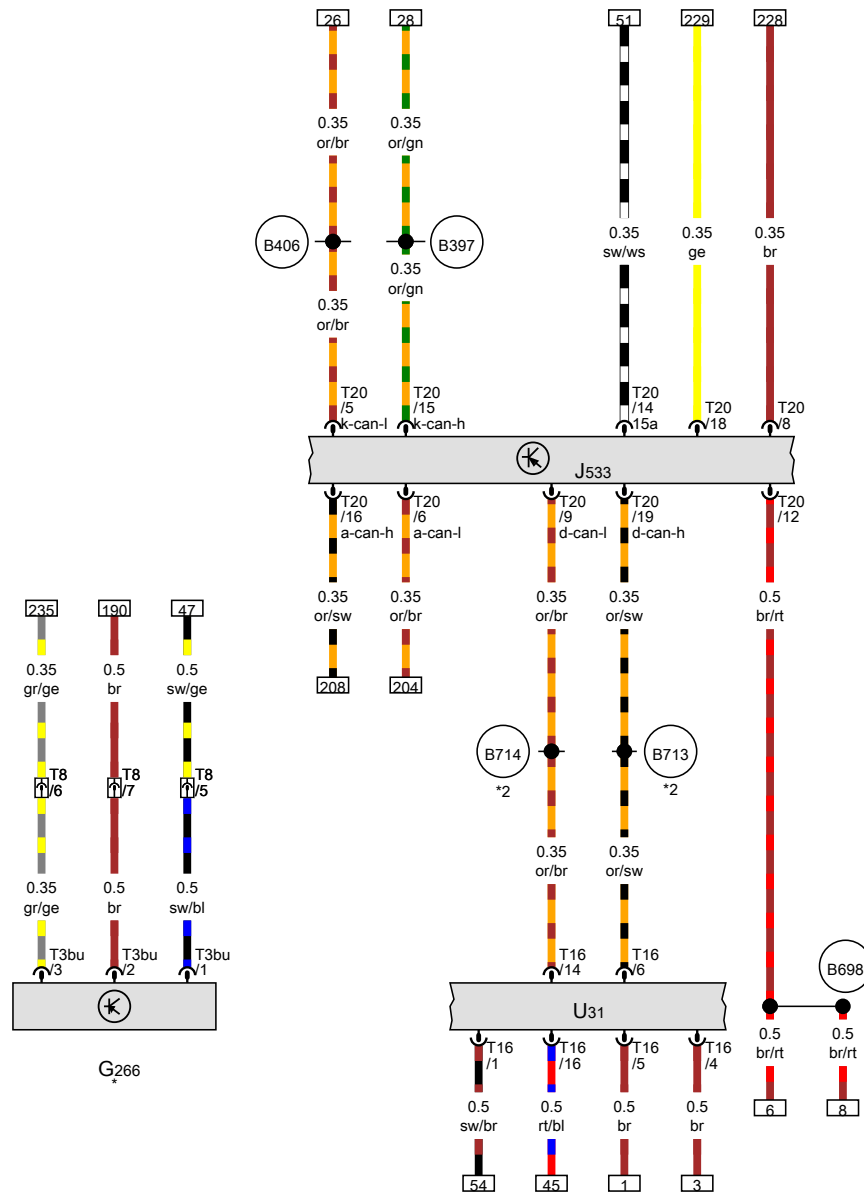 26 28 51 229 228
0.35 0.35
or/br or/gn
B406 B397
0.35 0.35 0.35 0.35
or/gn sw/ws ge br
0.35
or/br
T20 T20 T20 T20 T20
/5 /15 /14 /18 /8
k-can-l k-can-h 15a
J533
T20 T20 T20 T20 T20
/16 /6 /9 /19 /12
a-can-h a-can-l d-can-l d-can-h
235 190 47
0.35 0.35 0.35 0.35 0.5
or/sw or/br or/br or/sw br/rt
0.35 0.5 0.5
gr/ge br sw/ge
208 204
B714 B713
*2 *2
T8 T8 T8
/6 /7 /5
0.35 0.5 0.5 0.35 0.35
gr/ge br sw/bl or/br or/sw
T3bu T3bu T3bu T16 T16
/3 /2 /1 /14 /6
B698
U31
G266
*
T16 T16 T16 T16
/1 /16 /5 /4
0.5 0.5
br/rt br/rt
0.5 0.5 0.5 0.5
sw/br rt/bl br br
6 8
54 45 1 3